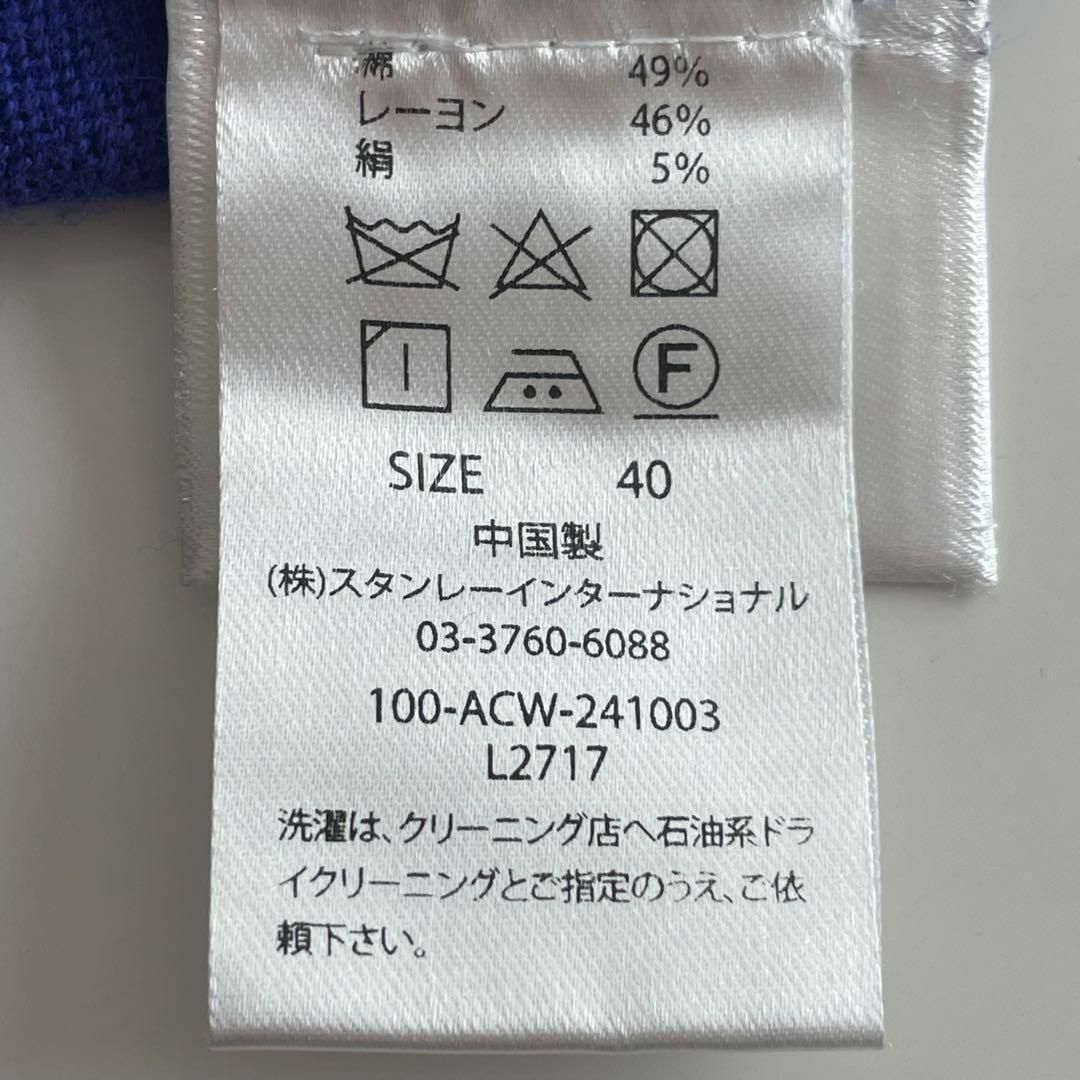 綿 49%
レーヨン 46%
絹 5%
F
SIZE 40
中国製
(株)スタンレーインターナショナル
03-3760-6088
100-ACW-241003
L2717
洗濯は、クリーニング店へ石油系ドラ
イクリーニングとご指定のうえ、ご依
頼下さい。